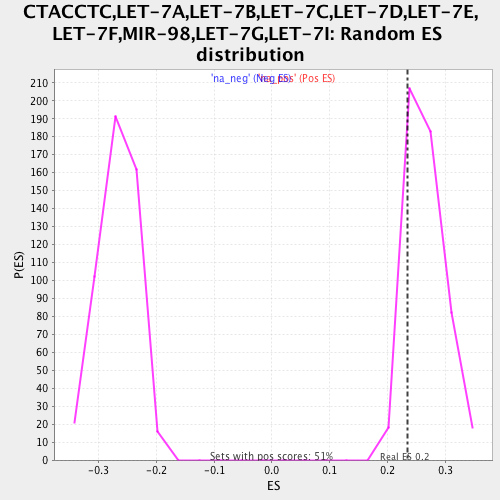 CTACCTC,LET-7A,LET-7B,LET-7C,LET-7D,LET-7E,
LET-7F,MIR-98,LET-7G,LET-7I: Random ES
distribution
'na_neg' (Neg ES) 'na_pos' (Pos ES)
210
200
190
180
170
160
150
140
130
120
110
100
90
80
70
60
50
40
30
20
10
0
P(ES)
Sets with pos scores: 51%
Real ES 0.2
-0.3 -0.2 -0.1 0.0 0.1 0.2 0.3
ES